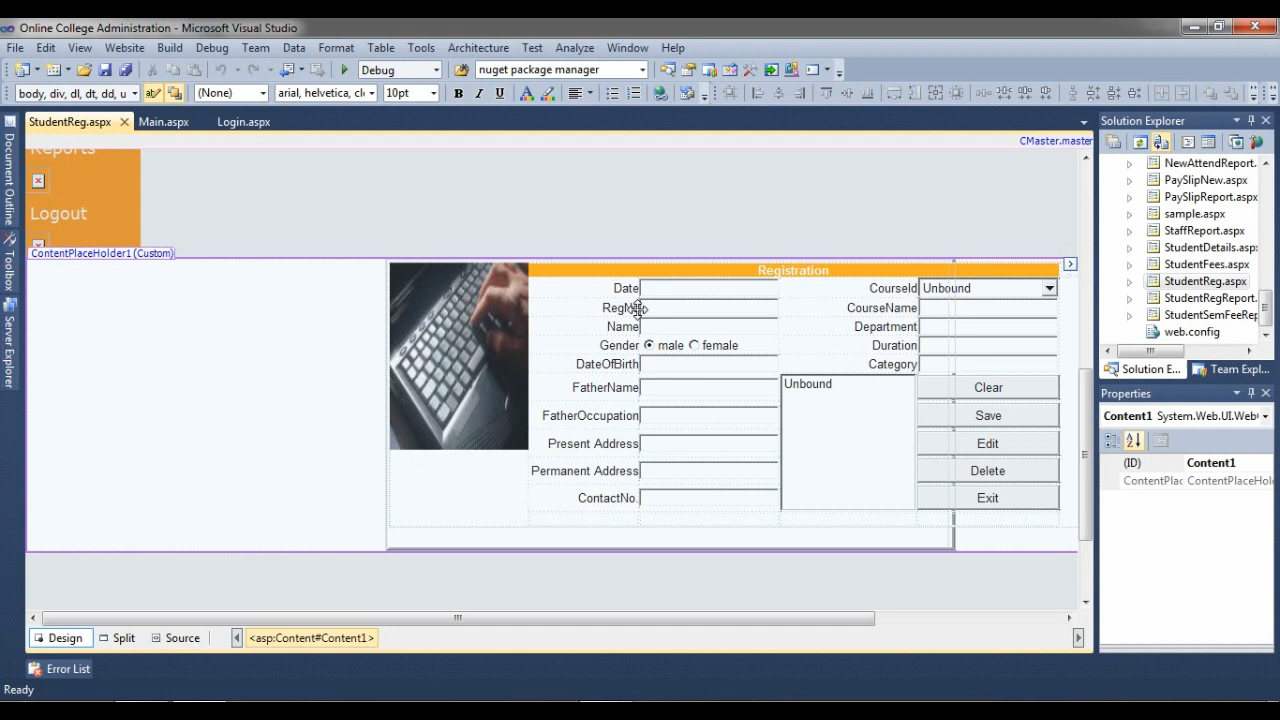 Online College Administration - Microsoft Visual Studio
File Edit View Website Build Debug Team Data Format Table Tools Architecture Test Analyze Window Help
Debug nuget package manager
body, div, dl, dt, dd, u (None) arial, helvetica, cl 10pt B I U A
StudentReg.aspx Main.aspx Login.aspx
CMaster.master
Document Outline
Toolbox
Server Explorer
Reports
Logout
ContentPlaceHolder1 (Custom)
Registration
Date CourseId Unbound
CourseName
Name Department
Gender male female Duration
DateOfBirth Category
FatherName Unbound Clear
FatherOccupation Save
Present Address Edit
Permanent Address Delete
ContactNo. Exit
Design Split Source <asp:Content#Content1>
Error List
Ready
Solution Explorer
NewAttendReport.
PaySlipNew.aspx
PaySlipReport.aspx
sample.aspx
StaffReport.aspx
StudentDetails.asp
StudentFees.aspx
StudentReg.aspx
StudentRegReport.
StudentSemFeeRe
web.config
Solution E... Team Expl...
Properties
Content1 System.Web.UI.Web
(ID) Content1
ContentPlac ContentPlaceHol